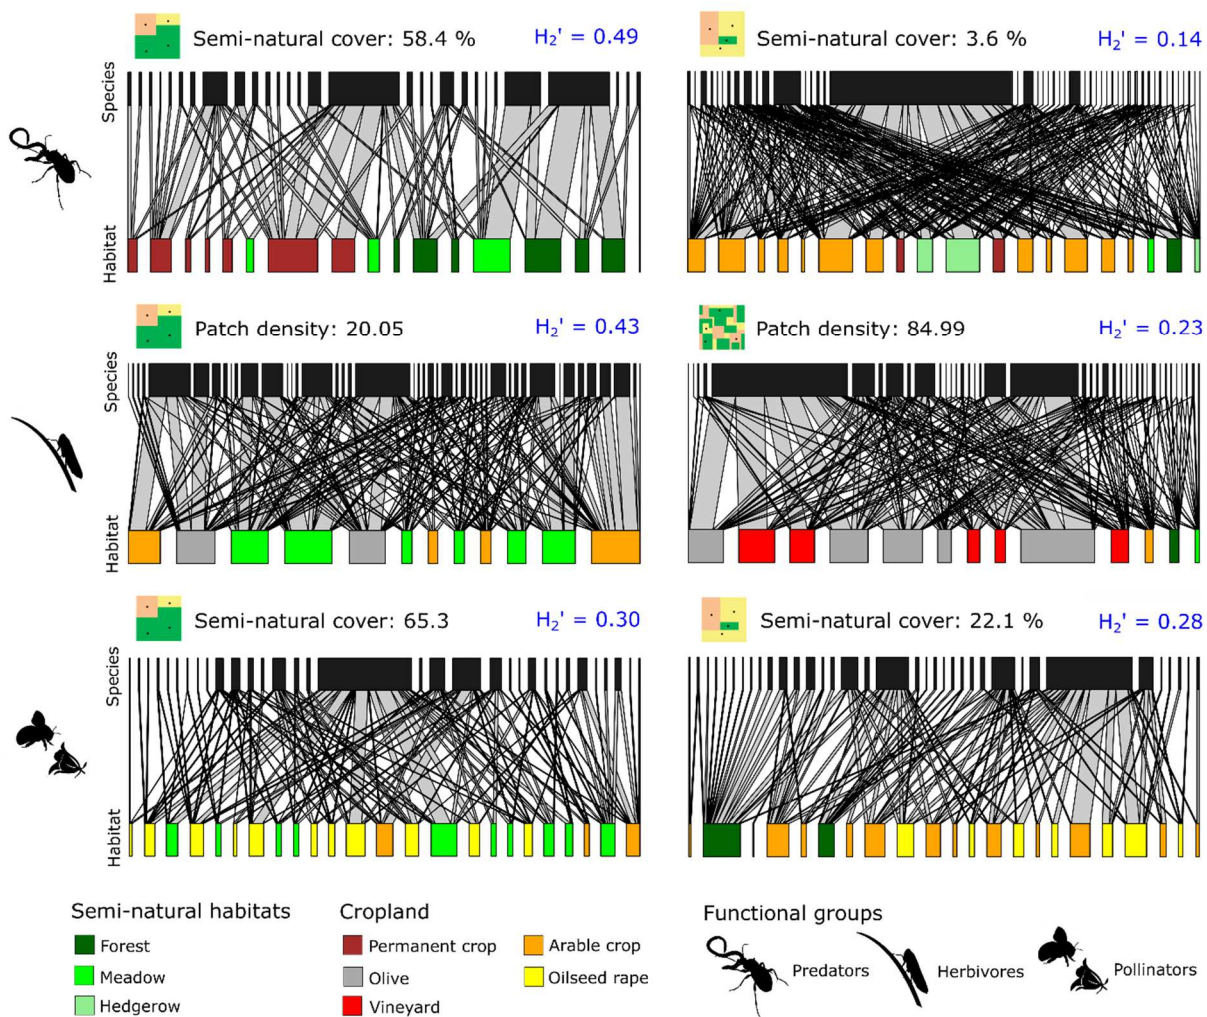 Semi-natural cover: 58.4 %
H₂' = 0.49
Semi-natural cover: 3.6 %
H₂' = 0.14
Species
Habitat
Patch density: 20.05
H₂' = 0.43
Patch density: 84.99
H₂' = 0.23
Species
Habitat
Semi-natural cover: 65.3
H₂' = 0.30
Semi-natural cover: 22.1 %
H₂' = 0.28
Species
Habitat
Semi-natural habitats
Forest
Meadow
Hedgerow
Cropland
Permanent crop
Olive
Vineyard
Arable crop
Oilseed rape
Functional groups
Predators
Herbivores
Pollinators